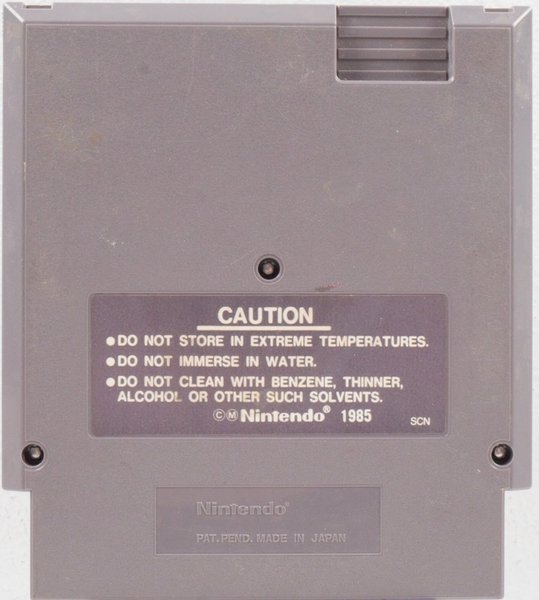 CAUTION
●DO NOT STORE IN EXTREME TEMPERATURES.
●DO NOT IMMERSE IN WATER.
●DO NOT CLEAN WITH BENZENE, THINNER,
ALCOHOL OR OTHER SUCH SOLVENTS.
©Ⓜ Nintendo® 1985 SCN
Nintendo®
PAT. PEND. MADE IN JAPAN